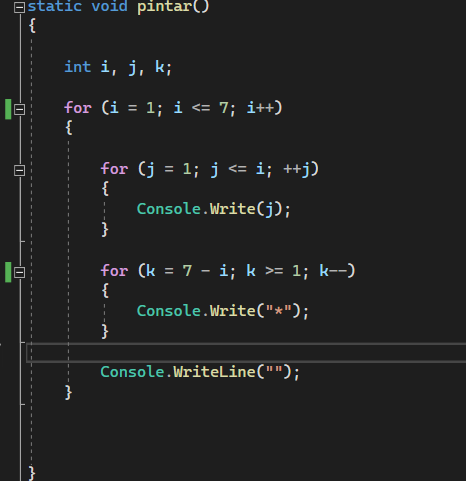 static void pintar()
{
int i, j, k;
for (i = 1; i <= 7; i++)
{
for (j = 1; j <= i; ++j)
{
Console.Write(j);
}
for (k = 7 - i; k >= 1; k--)
{
Console.Write("*");
}
Console.WriteLine("");
}
}